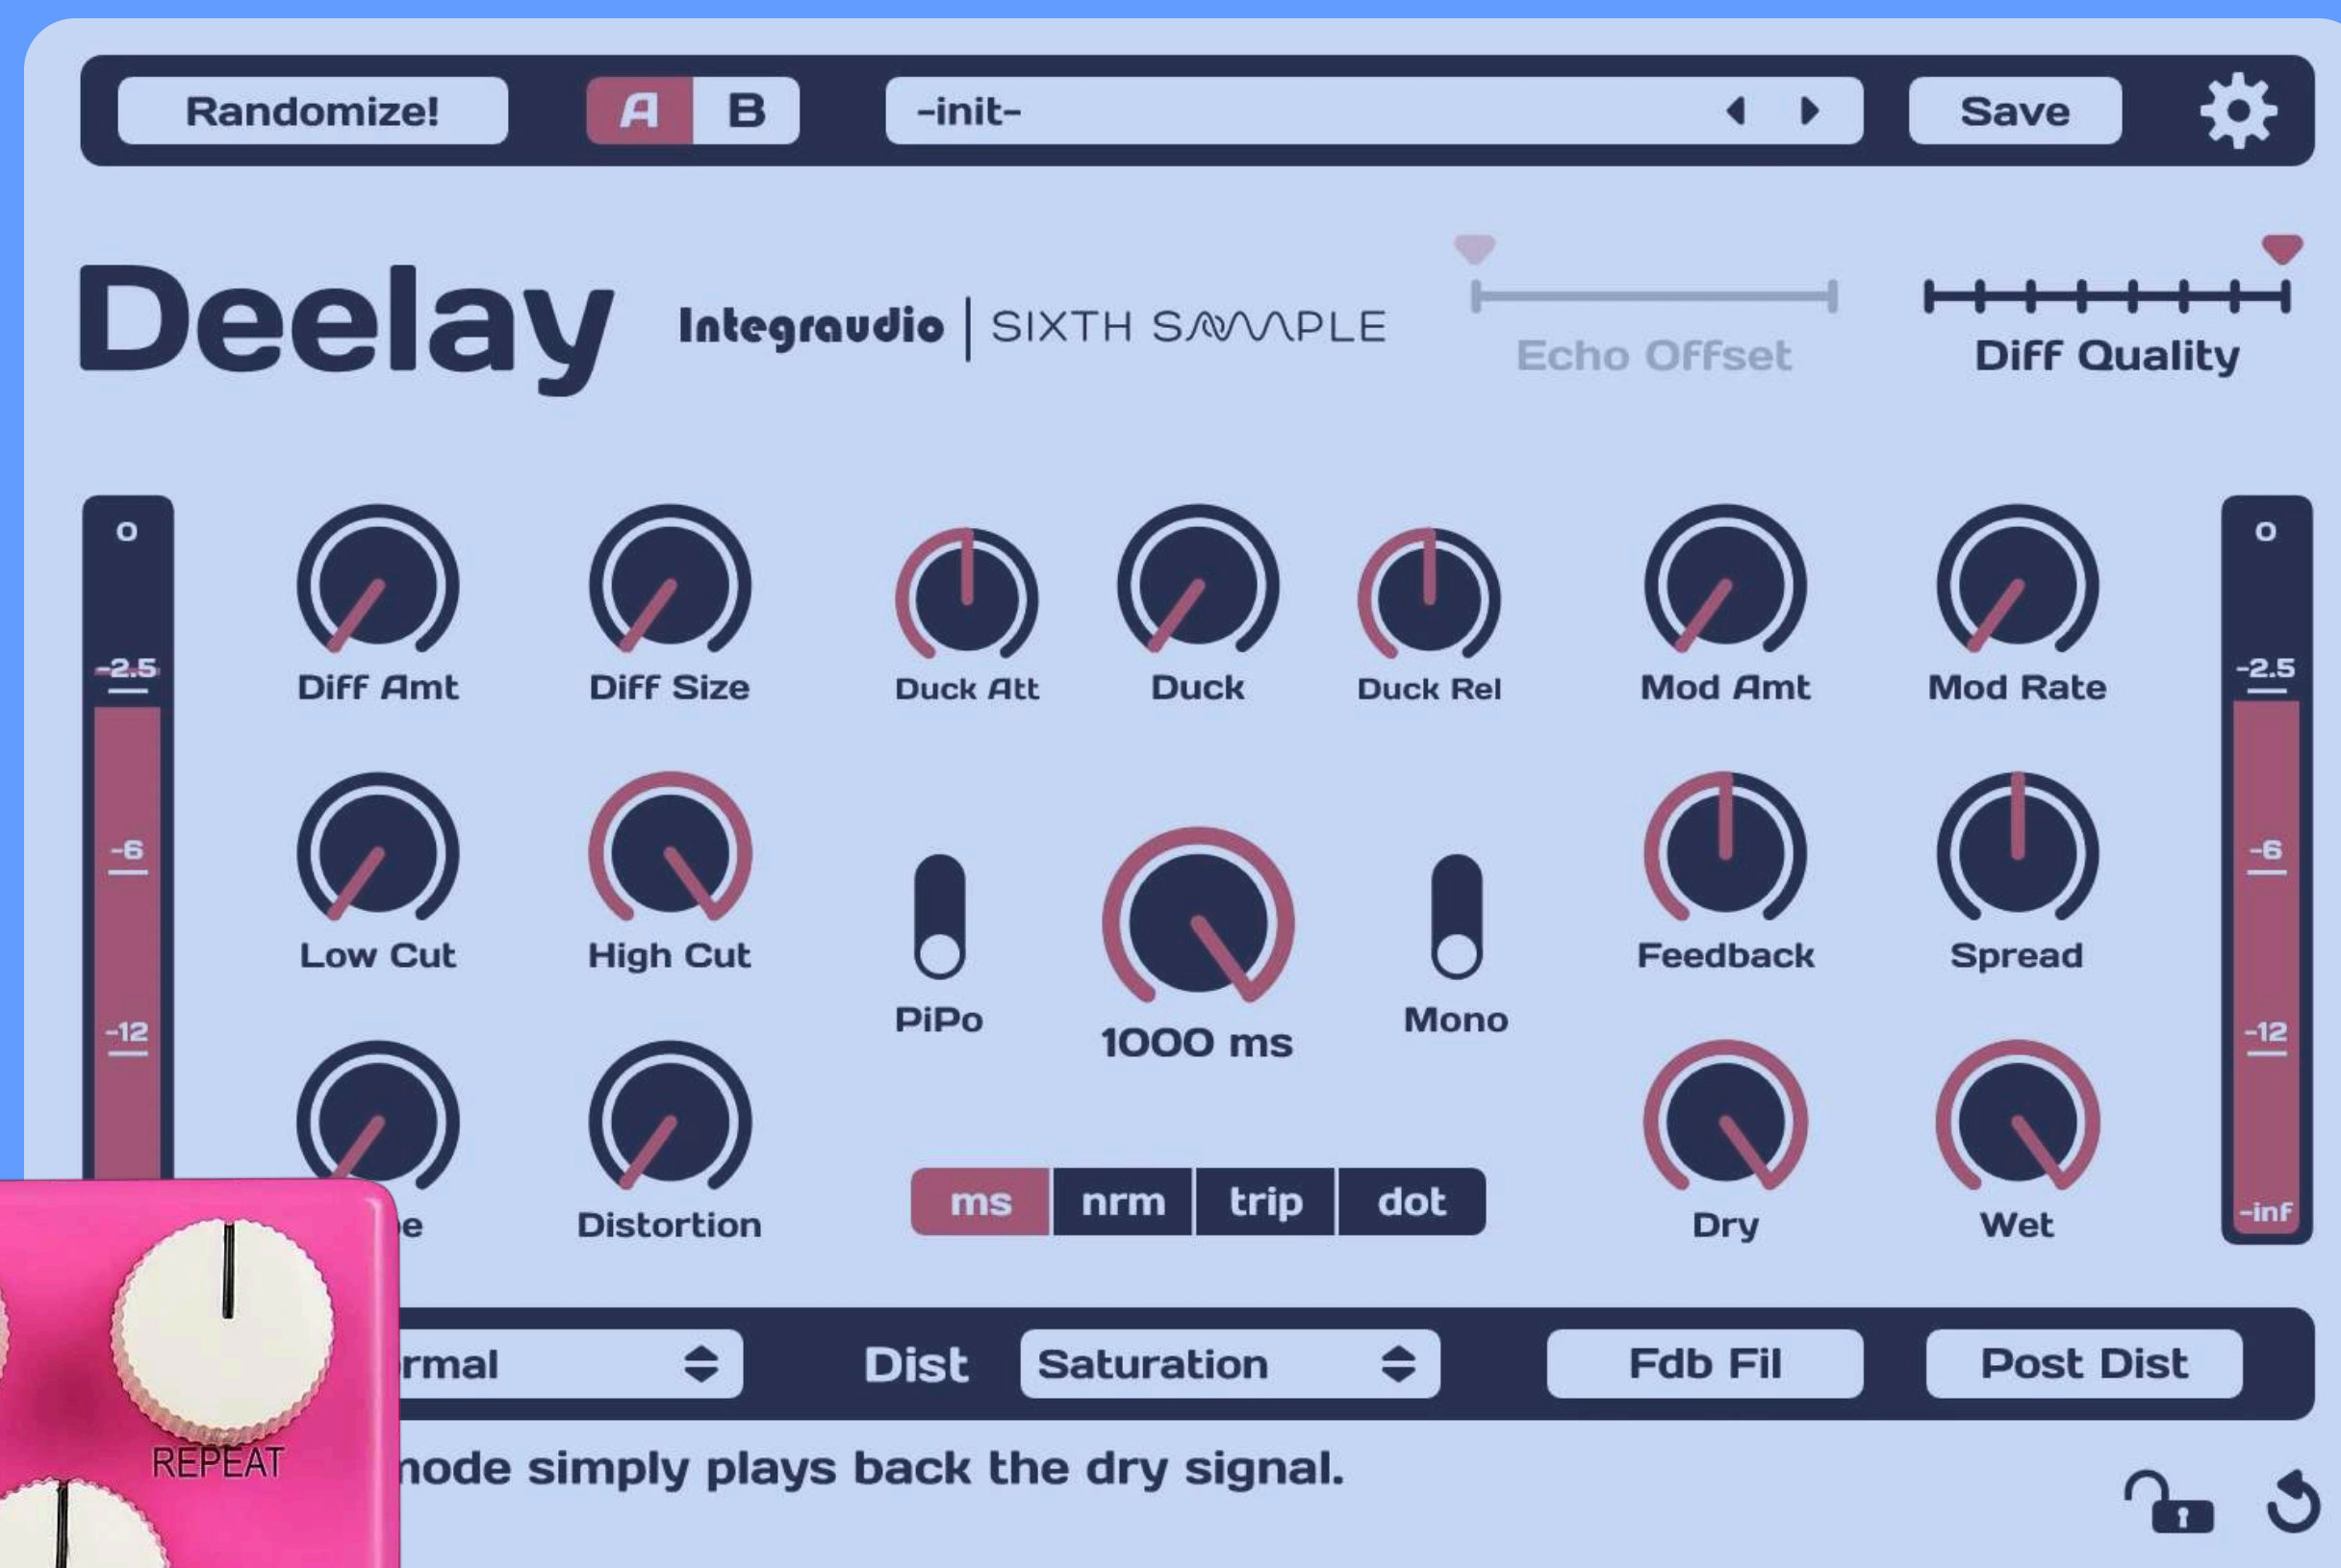 Randomize! A B -init- Save
Deelay Integraudio | SIXTH SAMPLE
Echo Offset Diff Quality
0 0
-2.5 -2.5
Diff Amt Diff Size Duck Att Duck Duck Rel Mod Amt Mod Rate
-6 -6
Low Cut High Cut Feedback Spread
PiPo Mono
-12 -12
1000 ms
ms nrm trip dot
-inf
Distortion Dry Wet
Dist Saturation Fdb Fil Post Dist
REPEAT
simply plays back the dry signal.